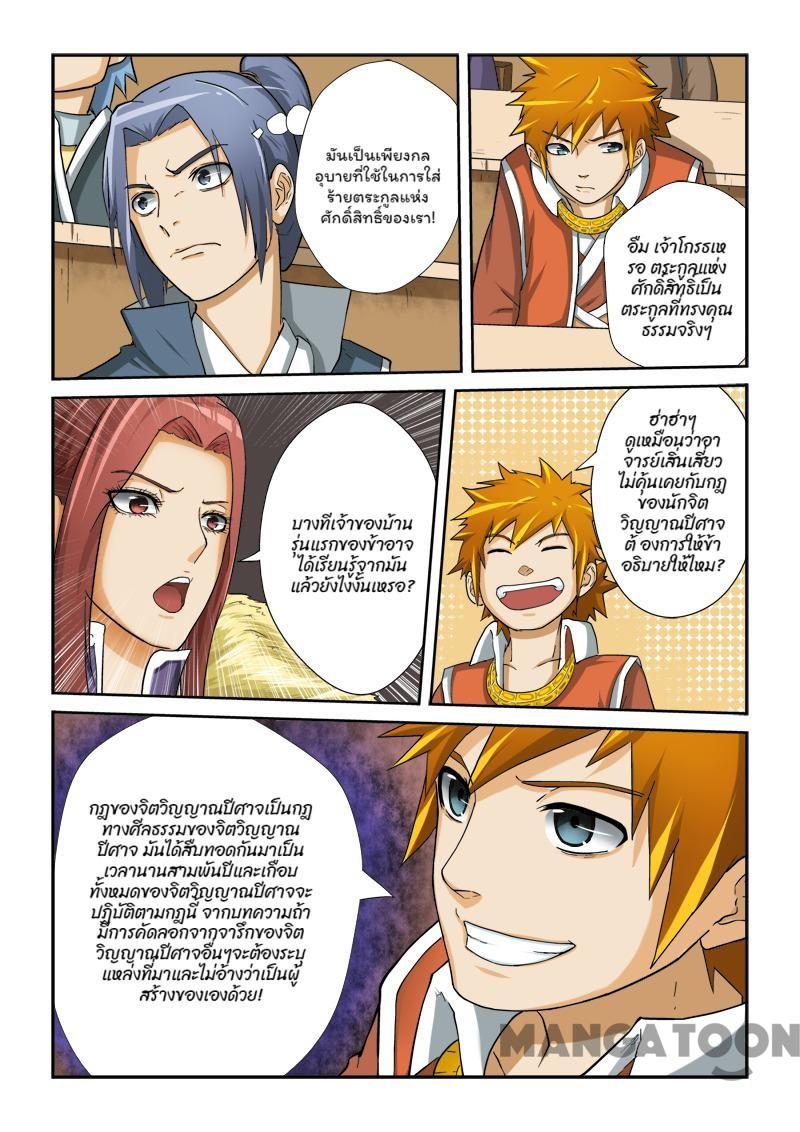 มันเป็นเพียงกล
อุบายที่ใช้ในการใส่
ร้ายตระกูลแห่ง
ศักดิ์สิทธิ์ของเรา!
อืม เจ้าโกรธเห
รอ ตระกูลแห่ง
ศักดิ์สิทธิ์เป็น
ตระกูลที่ทรงคุณ
ธรรมจริงๆ
บางทีเจ้าของบ้าน
รุ่นแรกของข้าอาจ
ได้เรียนรู้จากมัน
แล้วยังไงงั้นเหรอ?
ฮ่าฮ่าๆ
ดูเหมือนว่าอา
จารย์เสิ่นเสี่ยว
ไม่คุ้นเคยกับกฎ
ของนักจิต
วิญญาณปีศาจ
ต้ องการให้ข้า
อธิบายให้ไหม?
กฎของจิตวิญญาณปีศาจเป็นกฎ
ทางศีลธรรมของจิตวิญญาณ
ปีศาจ มันได้สืบทอดกันมาเป็น
เวลานานสามพันปีและเกือบ
ทั้งหมดของจิตวิญญาณปีศาจจะ
ปฏิบัติตามกฎนี้ จากบทความถ้า
มีการคัดลอกจากจารึกของจิต
วิญญาณปีศาจอื่นๆจะต้องระบุ
แหล่งที่มาและไม่อ้างว่าเป็นผู้
สร้างของเองด้วย!
MANGATOON